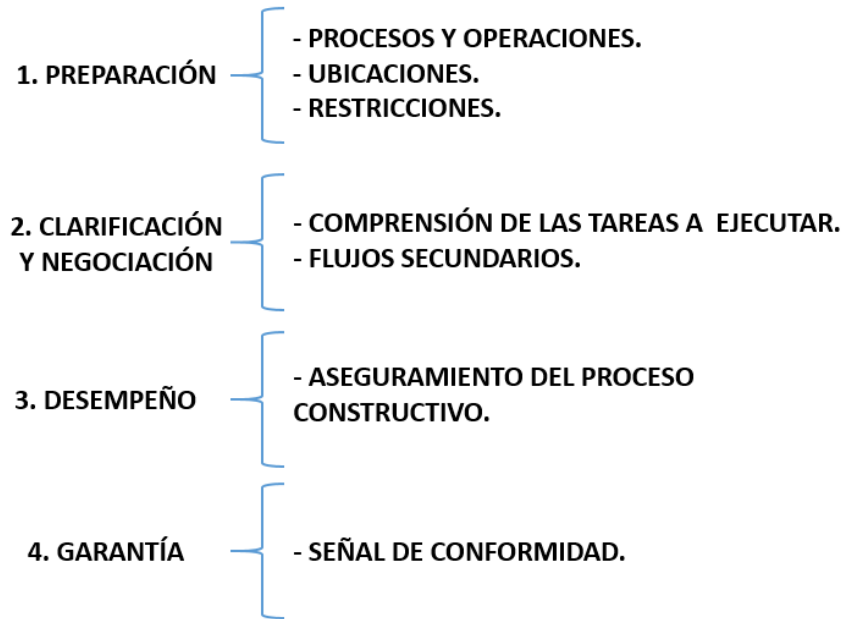 1. PREPARACIÓN
- PROCESOS Y OPERACIONES.
- UBICACIONES.
- RESTRICCIONES.
2. CLARIFICACIÓN
Y NEGOCIACIÓN
- COMPRENSIÓN DE LAS TAREAS A EJECUTAR.
- FLUJOS SECUNDARIOS.
3. DESEMPEÑO
- ASEGURAMIENTO DEL PROCESO
CONSTRUCTIVO.
4. GARANTÍA
- SEÑAL DE CONFORMIDAD.